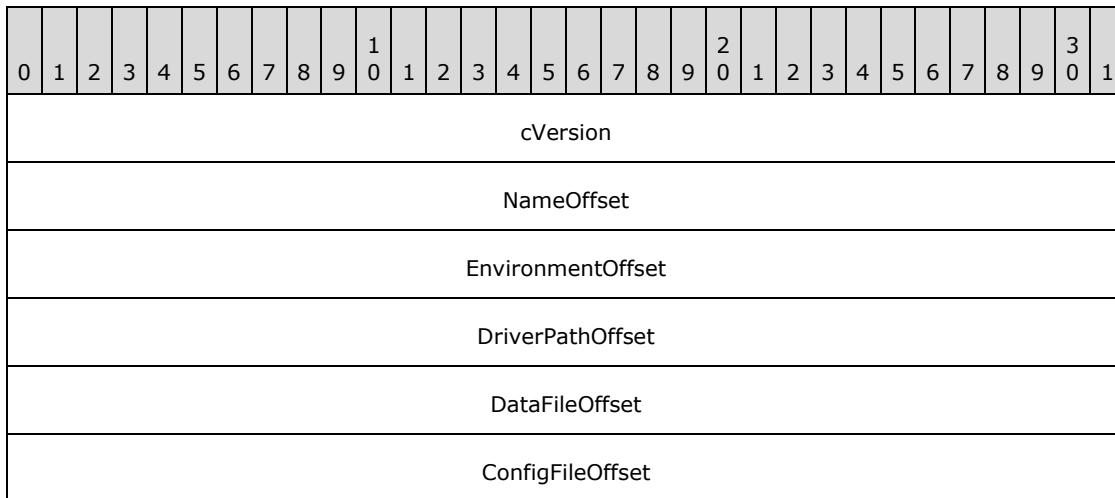 1 2 3
0 1 2 3 4 5 6 7 8 9 0 1 2 3 4 5 6 7 8 9 0 1 2 3 4 5 6 7 8 9 0 1
cVersion
NameOffset
EnvironmentOffset
DriverPathOffset
DataFileOffset
ConfigFileOffset